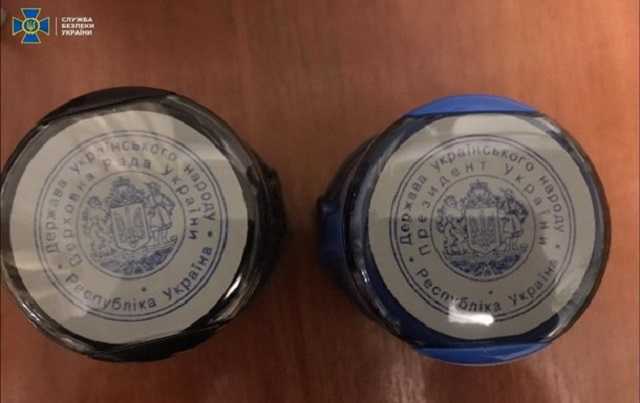 СЛУЖБА
БЕЗПЕКИ
УКРАЇНИ
Держава українського народу
Верховна Рада України
Республіка Україна
Держава українського народу
Президент України
Республіка Україна